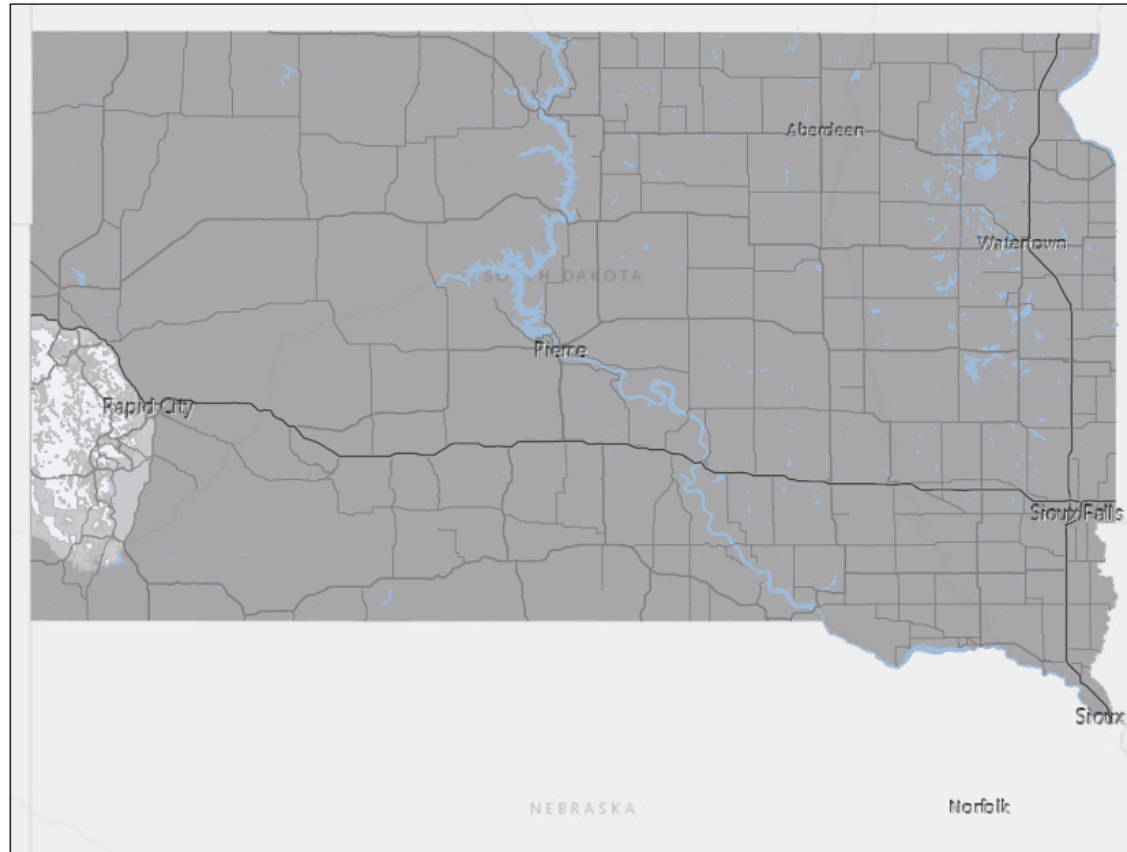 Aberdeen
Watertown
SOUTH DAKOTA
Pierre
Rapid City
Sioux Falls
Sioux
NEBRASKA
Norfolk